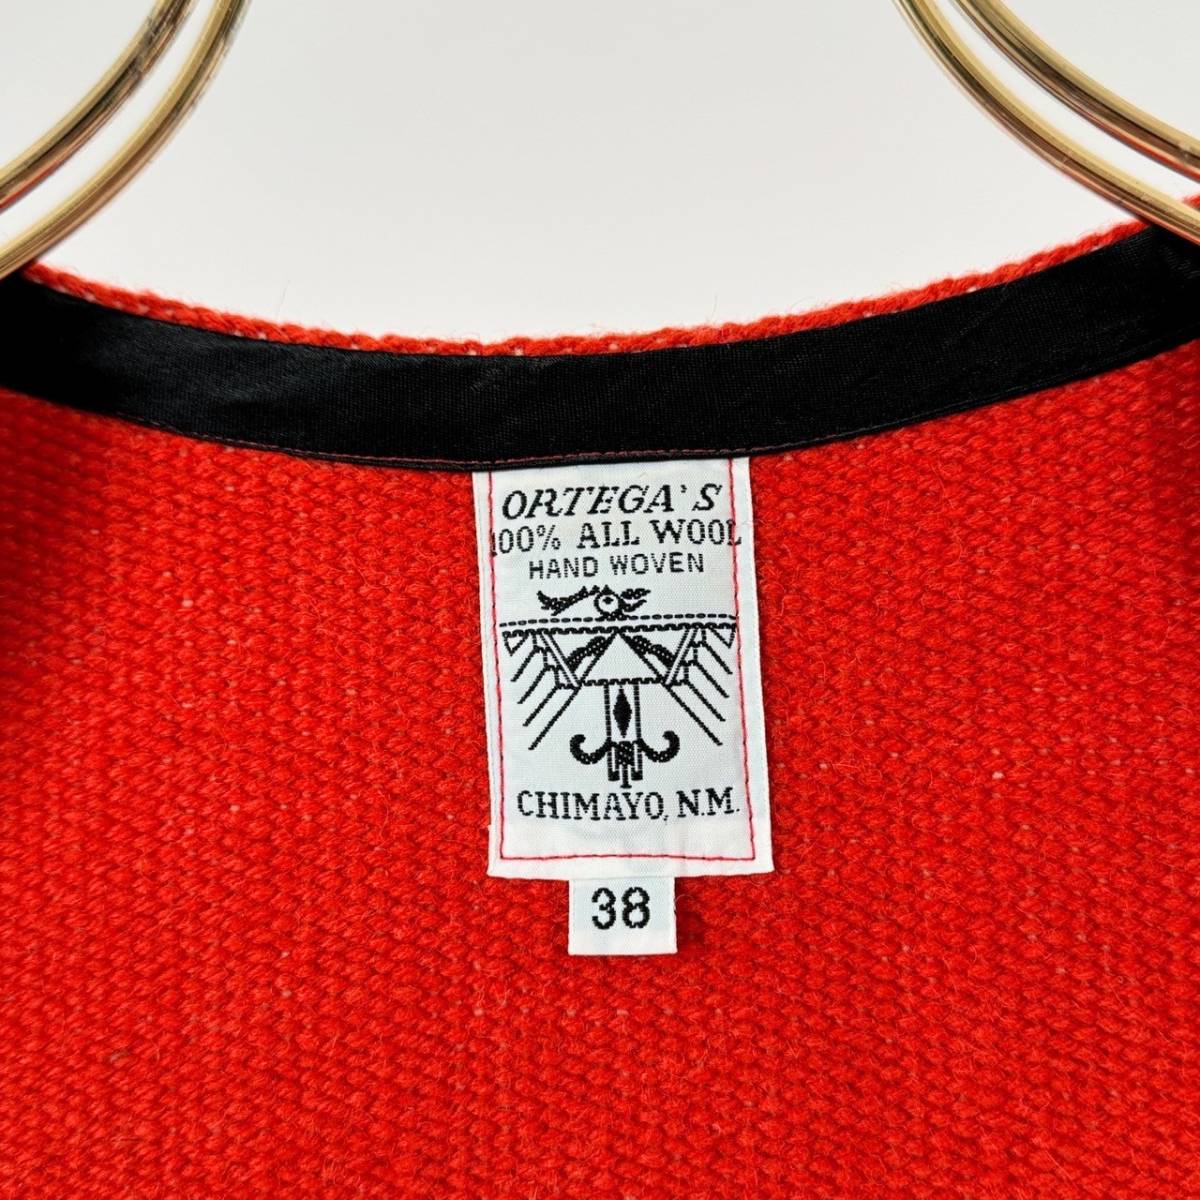 ORTEGA'S
100% ALL WOOL
HAND WOVEN
CHIMAYO, N.M.
38